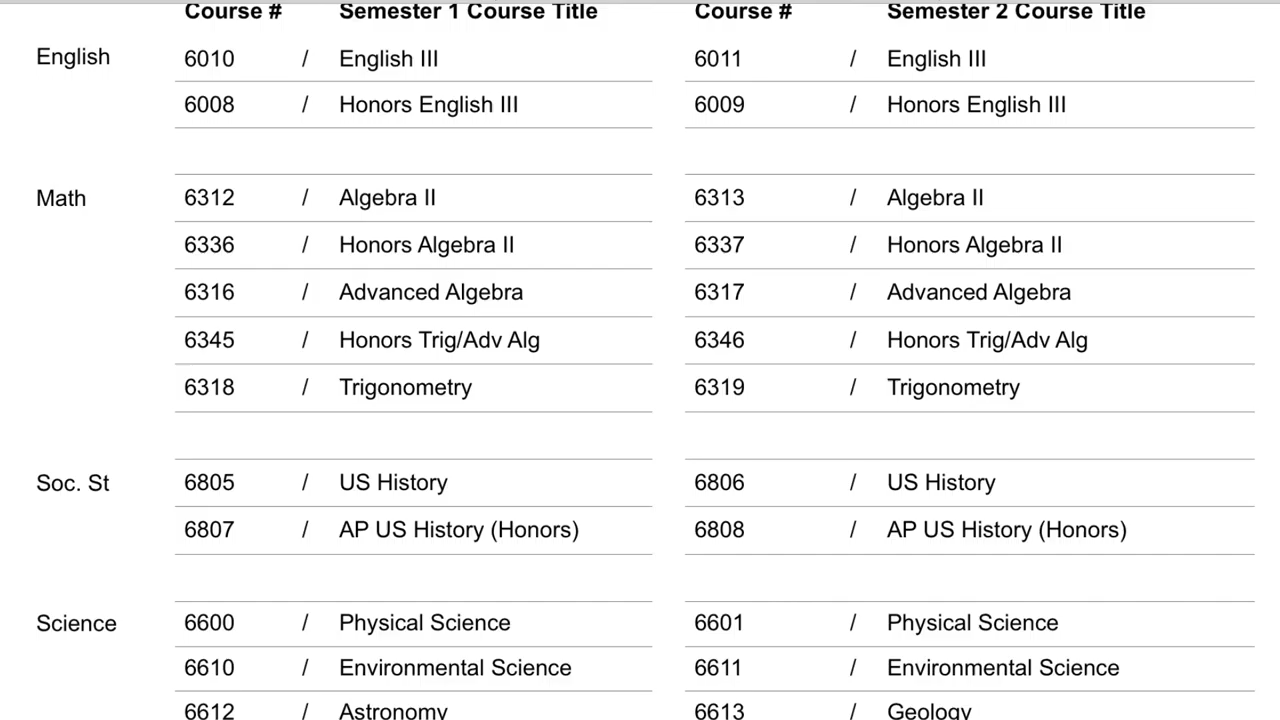 Course # Semester 1 Course Title Course # Semester 2 Course Title
English 6010 / English III 6011 / English III
6008 / Honors English III 6009 / Honors English III
Math 6312 / Algebra II 6313 / Algebra II
6336 / Honors Algebra II 6337 / Honors Algebra II
6316 / Advanced Algebra 6317 / Advanced Algebra
6345 / Honors Trig/Adv Alg 6346 / Honors Trig/Adv Alg
6318 / Trigonometry 6319 / Trigonometry
Soc. St 6805 / US History 6806 / US History
6807 / AP US History (Honors) 6808 / AP US History (Honors)
Science 6600 / Physical Science 6601 / Physical Science
6610 / Environmental Science 6611 / Environmental Science
6612 / Astronomy 6613 / Geology